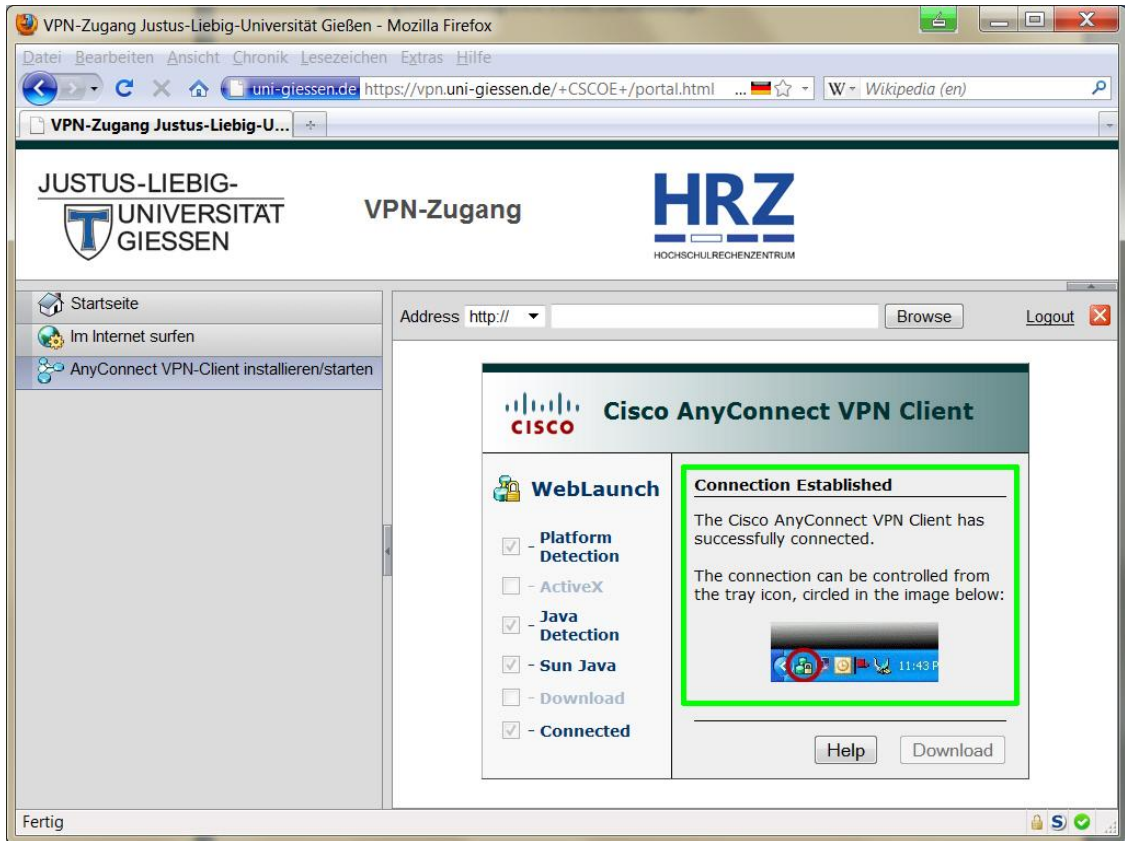 VPN-Zugang Justus-Liebig-Universität Gießen - Mozilla Firefox
Datei Bearbeiten Ansicht Chronik Lesezeichen Extras Hilfe
uni-giessen.de https://vpn.uni-giessen.de/+CSCOE+/portal.html ... W Wikipedia (en)
VPN-Zugang Justus-Liebig-U...
JUSTUS-LIEBIG-
UNIVERSITÄT
GIESSEN
VPN-Zugang
HRZ
HOCHSCHULRECHENZENTRUM
Startseite
Im Internet surfen
AnyConnect VPN-Client installieren/starten
Address http:// Browse Logout
CISCO
Cisco AnyConnect VPN Client
WebLaunch
- Platform
Detection
- ActiveX
- Java
Detection
- Sun Java
- Download
- Connected
Connection Established
The Cisco AnyConnect VPN Client has
successfully connected.
The connection can be controlled from
the tray icon, circled in the image below:
11:43 P
Help Download
Fertig
S